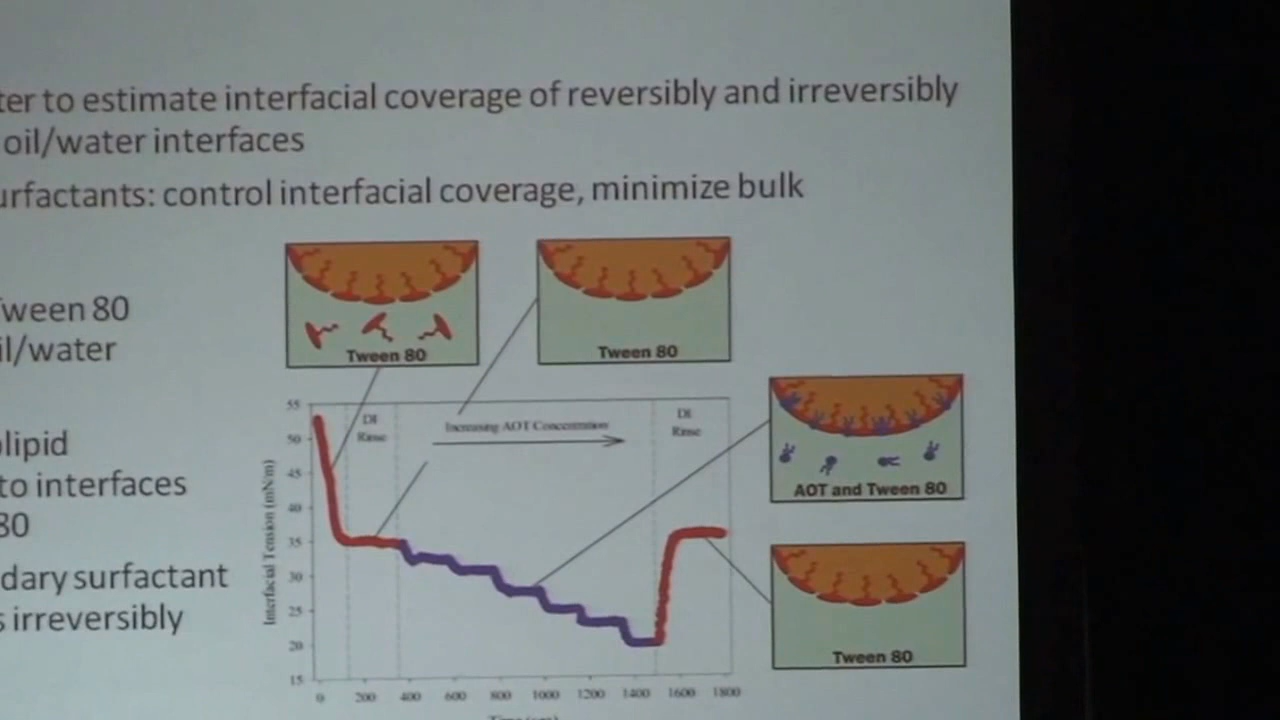 ter to estimate interfacial coverage of reversibly and irreversibly
oil/water interfaces
urfactants: control interfacial coverage, minimize bulk
ween 80
il/water
lipid
to interfaces
80
dary surfactant
s irreversibly
Tween 80
Tween 80
AOT and Tween 80
Tween 80
DI
Rinse
Increasing AOT Concentration
DI
Rinse
Interfacial Tension (mN/m)
55
50
45
40
35
30
25
20
15
0 200 400 600 800 1000 1200 1400 1600 1800